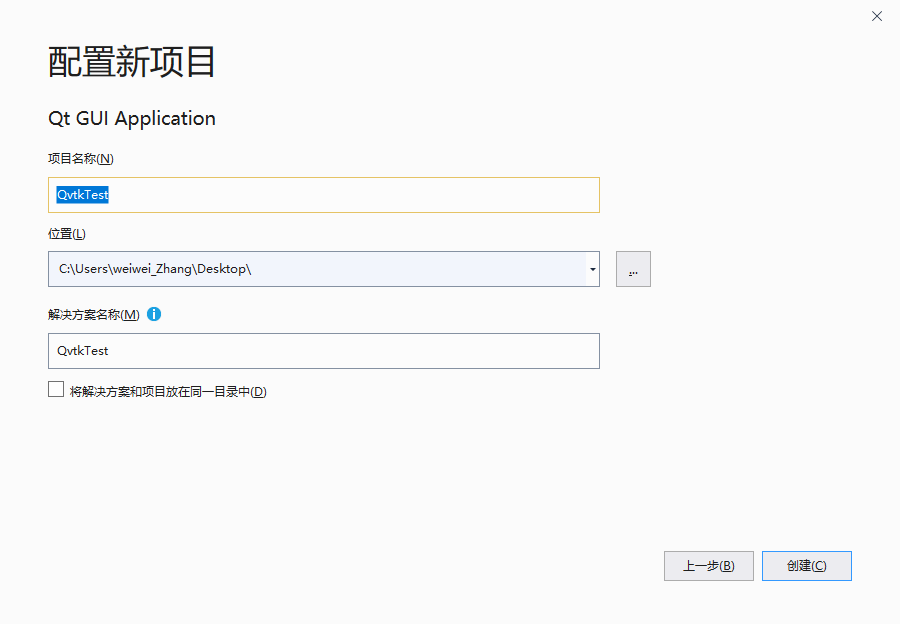 配置新项目
Qt GUI Application
项目名称(N)
QvtkTest
位置(L)
C:\Users\weiwei_Zhang\Desktop\
...
解决方案名称(M)
QvtkTest
将解决方案和项目放在同一目录中(D)
上一步(B) 创建(C)